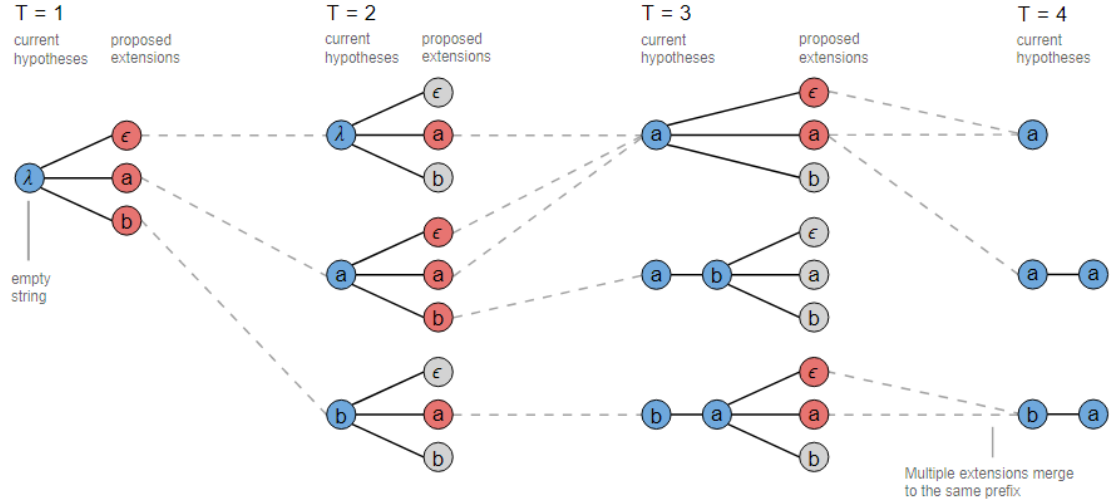 T = 1
T = 2
T = 3
T = 4
current hypotheses
proposed extensions
current hypotheses
proposed extensions
current hypotheses
proposed extensions
current hypotheses
λ
ϵ
a
b
empty
string
λ
ϵ
a
b
a
ϵ
a
b
b
ϵ
a
b
a
ϵ
a
b
a
b
ϵ
a
b
b
a
ϵ
a
b
a
a
a
b
a
Multiple extensions merge
to the same prefix